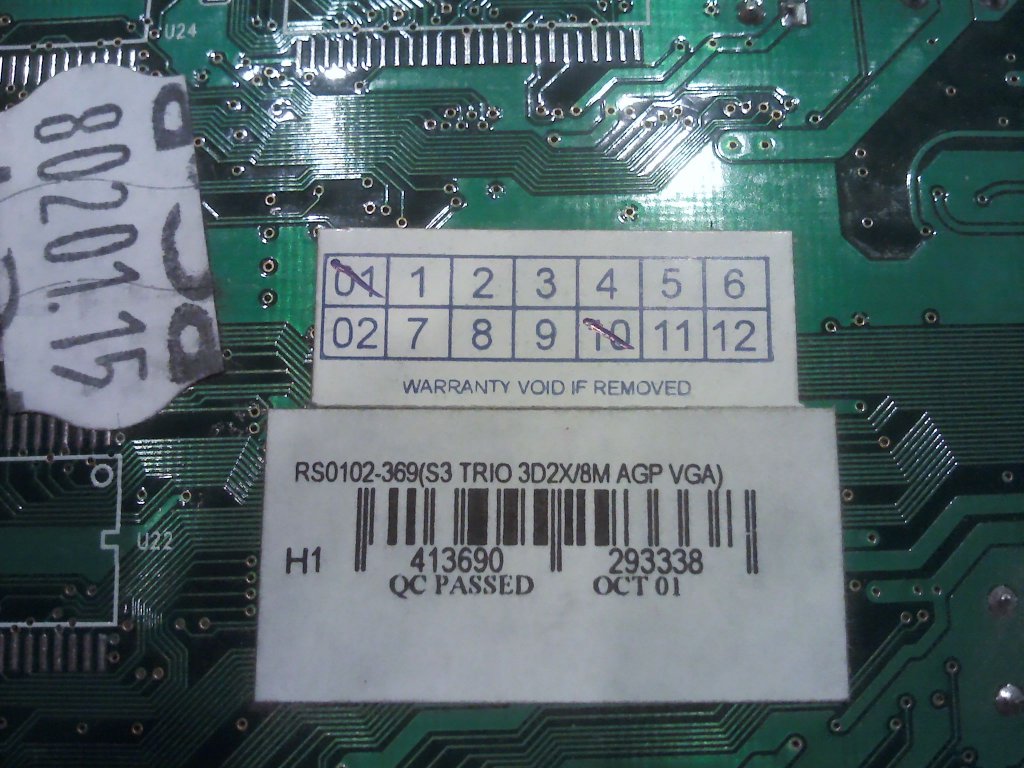 U24
80201.15
01 1 2 3 4 5 6
02 7 8 9 10 11 12
WARRANTY VOID IF REMOVED
RS0102-369(S3 TRIO 3D2X/8M AGP VGA)
H1 413690 293338
QC PASSED OCT 01
U22